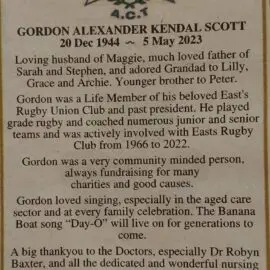 A.C.T
GORDON ALEXANDER KENDAL SCOTT
20 Dec 1944 ~ 5 May 2023
Loving husband of Maggie, much loved father of
Sarah and Stephen, and adored Grandad to Lilly,
Grace and Archie. Younger brother to Peter.
Gordon was a Life Member of his beloved East's
Rugby Union Club and past president. He played
grade rugby and coached numerous junior and senior
teams and was actively involved with Easts Rugby
Club from 1966 to 2022.
Gordon was a very community minded person,
always fundraising for many
charities and good causes.
Gordon loved singing, especially in the aged care
sector and at every family celebration. The Banana
Boat song "Day-O" will live on for generations to
come.
A big thankyou to the Doctors, especially Dr Robyn
Baxter, and all the dedicated and wonderful nursing